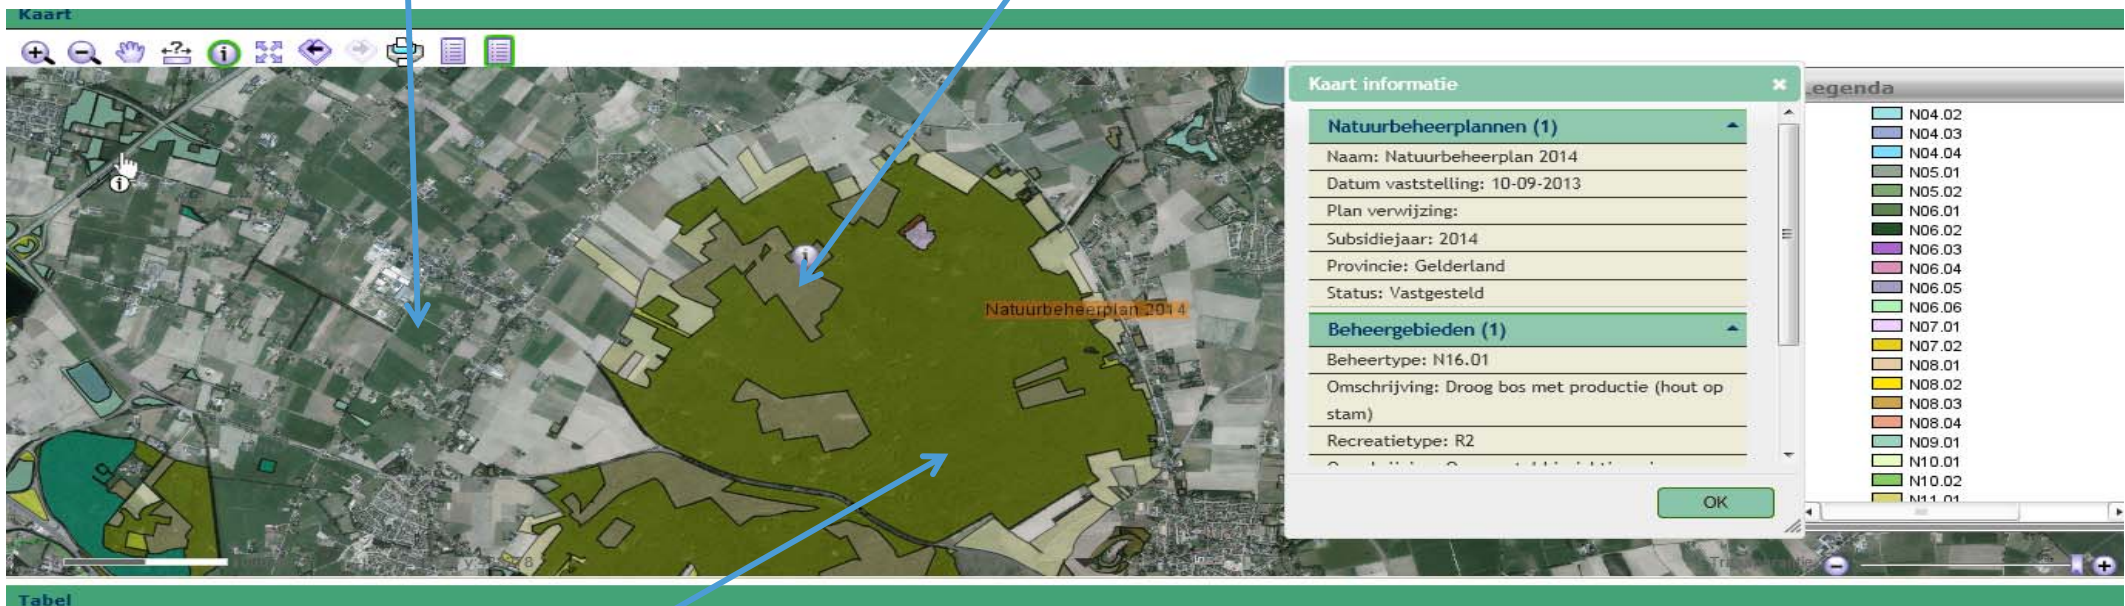 Kaart
Kaart informatie
Natuurbeheerplannen (1)
Naam: Natuurbeheerplan 2014
Datum vaststelling: 10-09-2013
Plan verwijzing:
Subsidiejaar: 2014
Provincie: Gelderland
Status: Vastgesteld
Beheergebieden (1)
Beheertype: N16.01
Omschrijving: Droog bos met productie (hout op
stam)
Recreatietype: R2
OK
Legenda
N04.02
N04.03
N04.04
N05.01
N05.02
N06.01
N06.02
N06.03
N06.04
N06.05
N06.06
N07.01
N07.02
N08.01
N08.02
N08.03
N08.04
N09.01
N10.01
N10.02
N11.01
Natuurbeheerplan 2014
Tabel